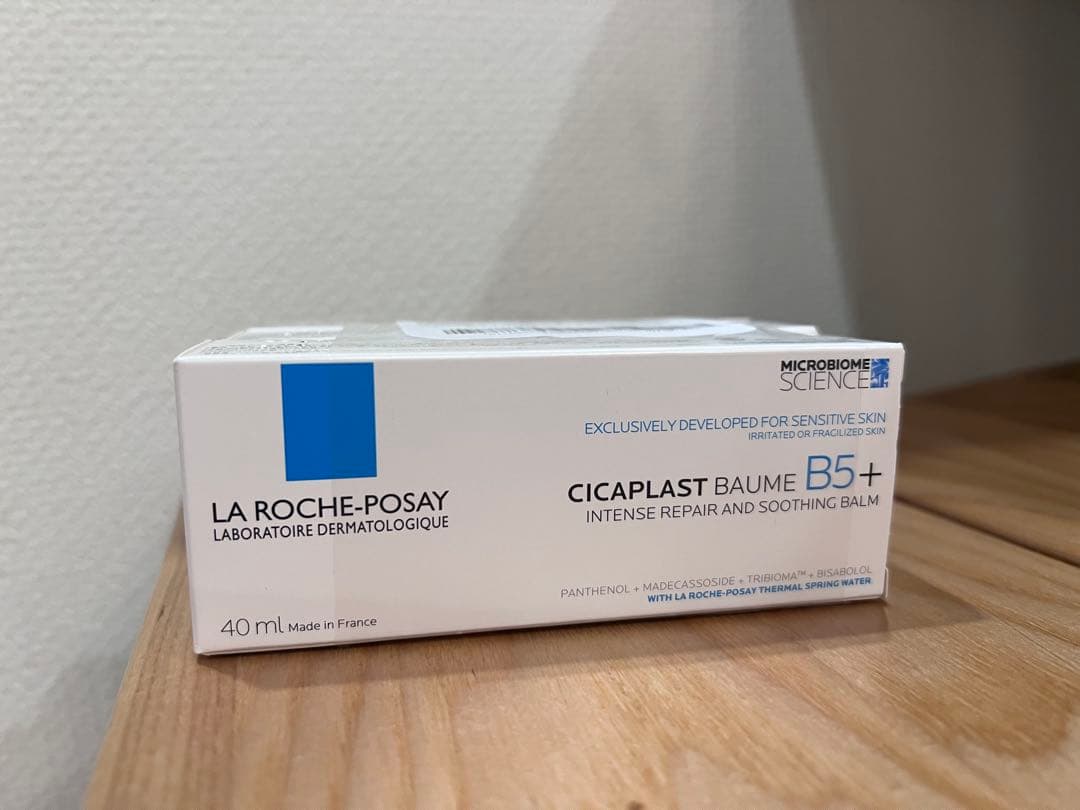 LA ROCHE-POSAY
LABORATOIRE DERMATOLOGIQUE
40 ml Made in France
MICROBIOME
SCIENCE
EXCLUSIVELY DEVELOPED FOR SENSITIVE SKIN
IRRITATED OR FRAGILIZED SKIN
CICAPLAST BAUME B5+
INTENSE REPAIR AND SOOTHING BALM
PANTHENOL + MADECASSOSIDE + TRIBIOMA™ + BISABOLOL
WITH LA ROCHE-POSAY THERMAL SPRING WATER